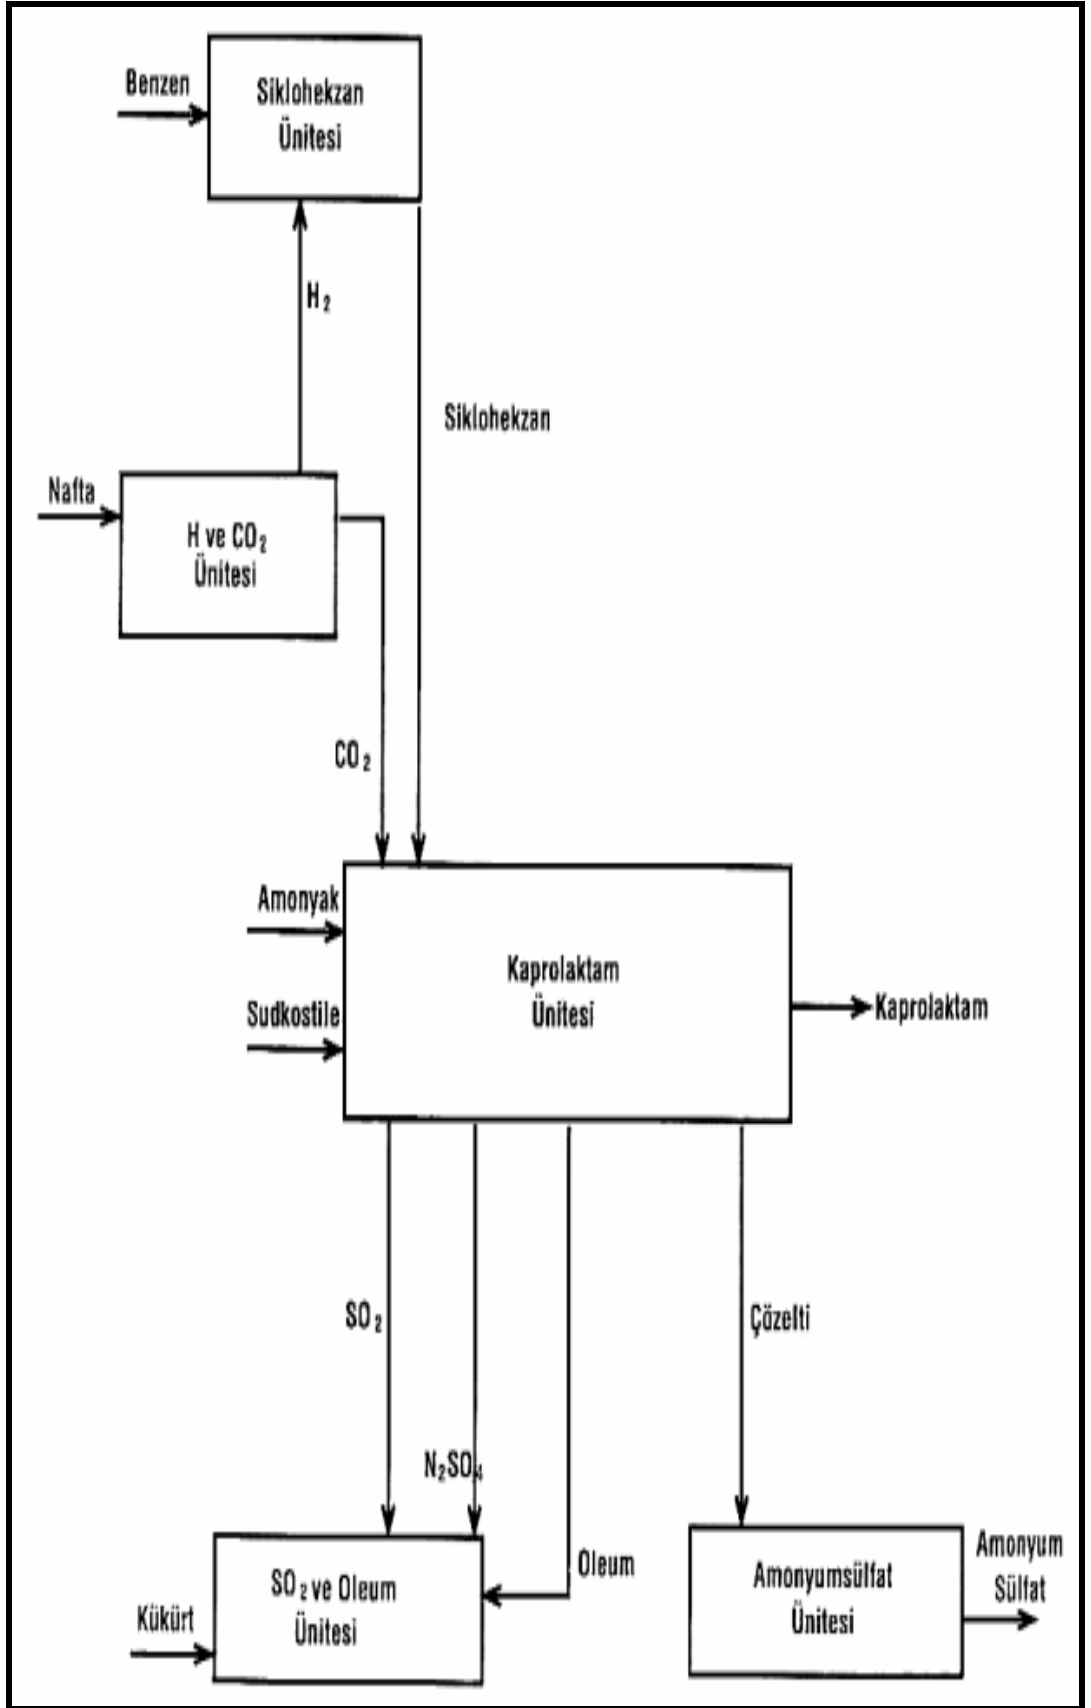 Benzen
Siklohekzan
Ünitesi
H₂
Siklohekzan
Nafta
H ve CO₂
Ünitesi
CO₂
Amonyak
Sudkostile
Kaprolaktam
Ünitesi
Kaprolaktam
SO₂
Çözelti
N₂SO₄
Oleum
SO₂ ve Oleum
Ünitesi
Kükürt
Amonyumsülfat
Ünitesi
Amonyum
Sülfat